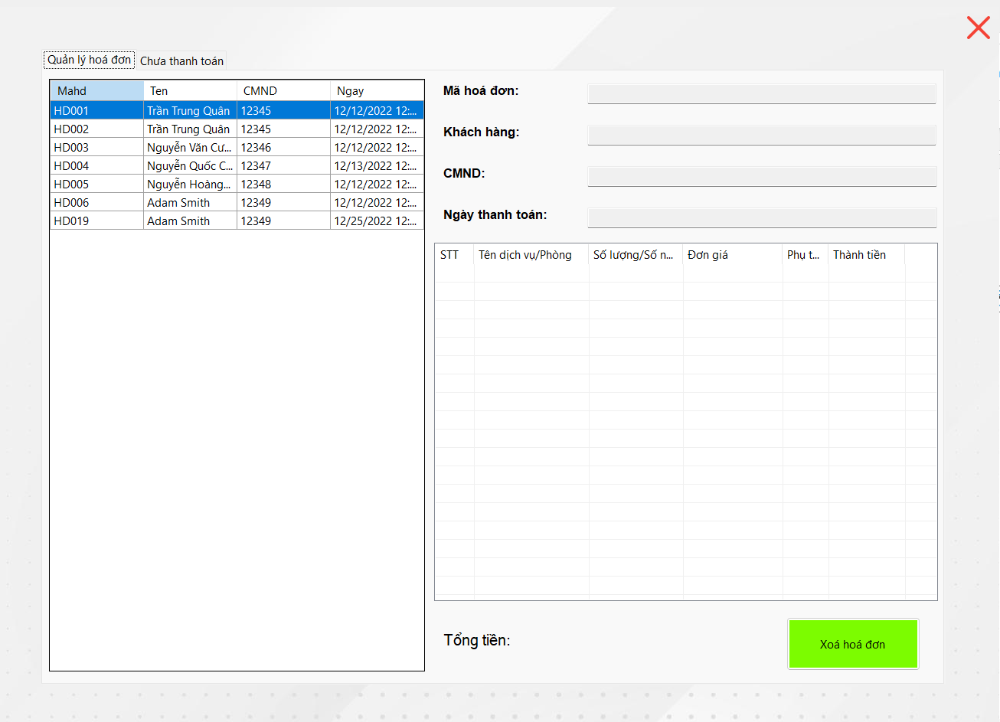 Quản lý hoá đơn Chưa thanh toán
Mahd Ten CMND Ngay
HD001 Trần Trung Quân 12345 12/12/2022 12:...
HD002 Trần Trung Quân 12345 12/12/2022 12:...
HD003 Nguyễn Văn Cư... 12346 12/12/2022 12:...
HD004 Nguyễn Quốc C... 12347 12/13/2022 12:...
HD005 Nguyễn Hoàng... 12348 12/12/2022 12:...
HD006 Adam Smith 12349 12/12/2022 12:...
HD019 Adam Smith 12349 12/25/2022 12:...
Mã hoá đơn:
Khách hàng:
CMND:
Ngày thanh toán:
STT Tên dịch vụ/Phòng Số lượng/Số n... Đơn giá Phụ t... Thành tiền
Tổng tiền:
Xoá hoá đơn